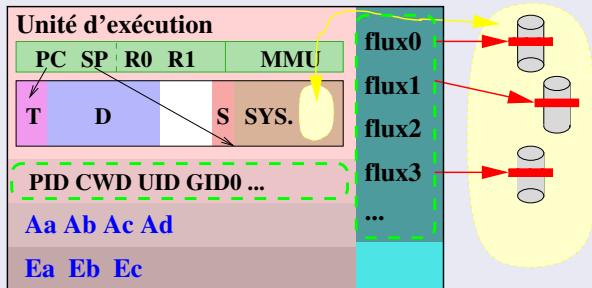 Unité d'exécution
PC SP R0 R1 MMU
T D S SYS.
PID CWD UID GID0 ...
Aa Ab Ac Ad
Ea Eb Ec
flux0
flux1
flux2
flux3
...